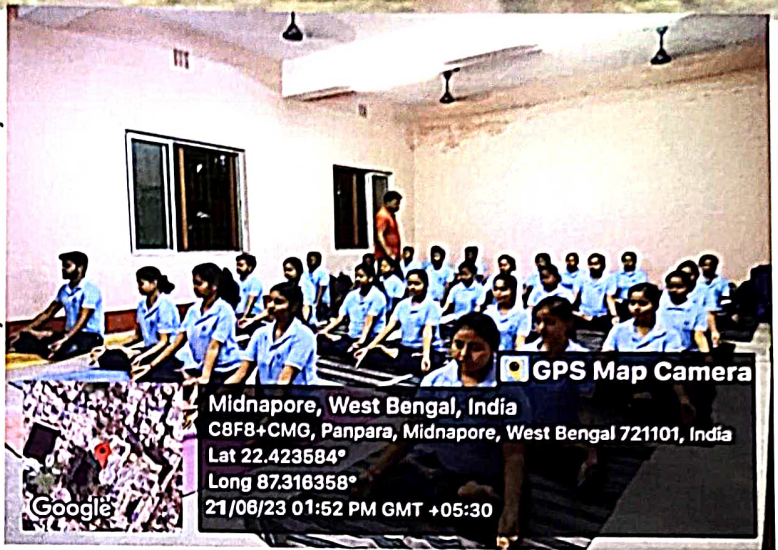 GPS Map Camera
Midnapore, West Bengal, India
C8F8+CMG, Panpara, Midnapore, West Bengal 721101, India
Lat 22.423584°
Long 87.316358°
21/06/23 01:52 PM GMT +05:30
Google